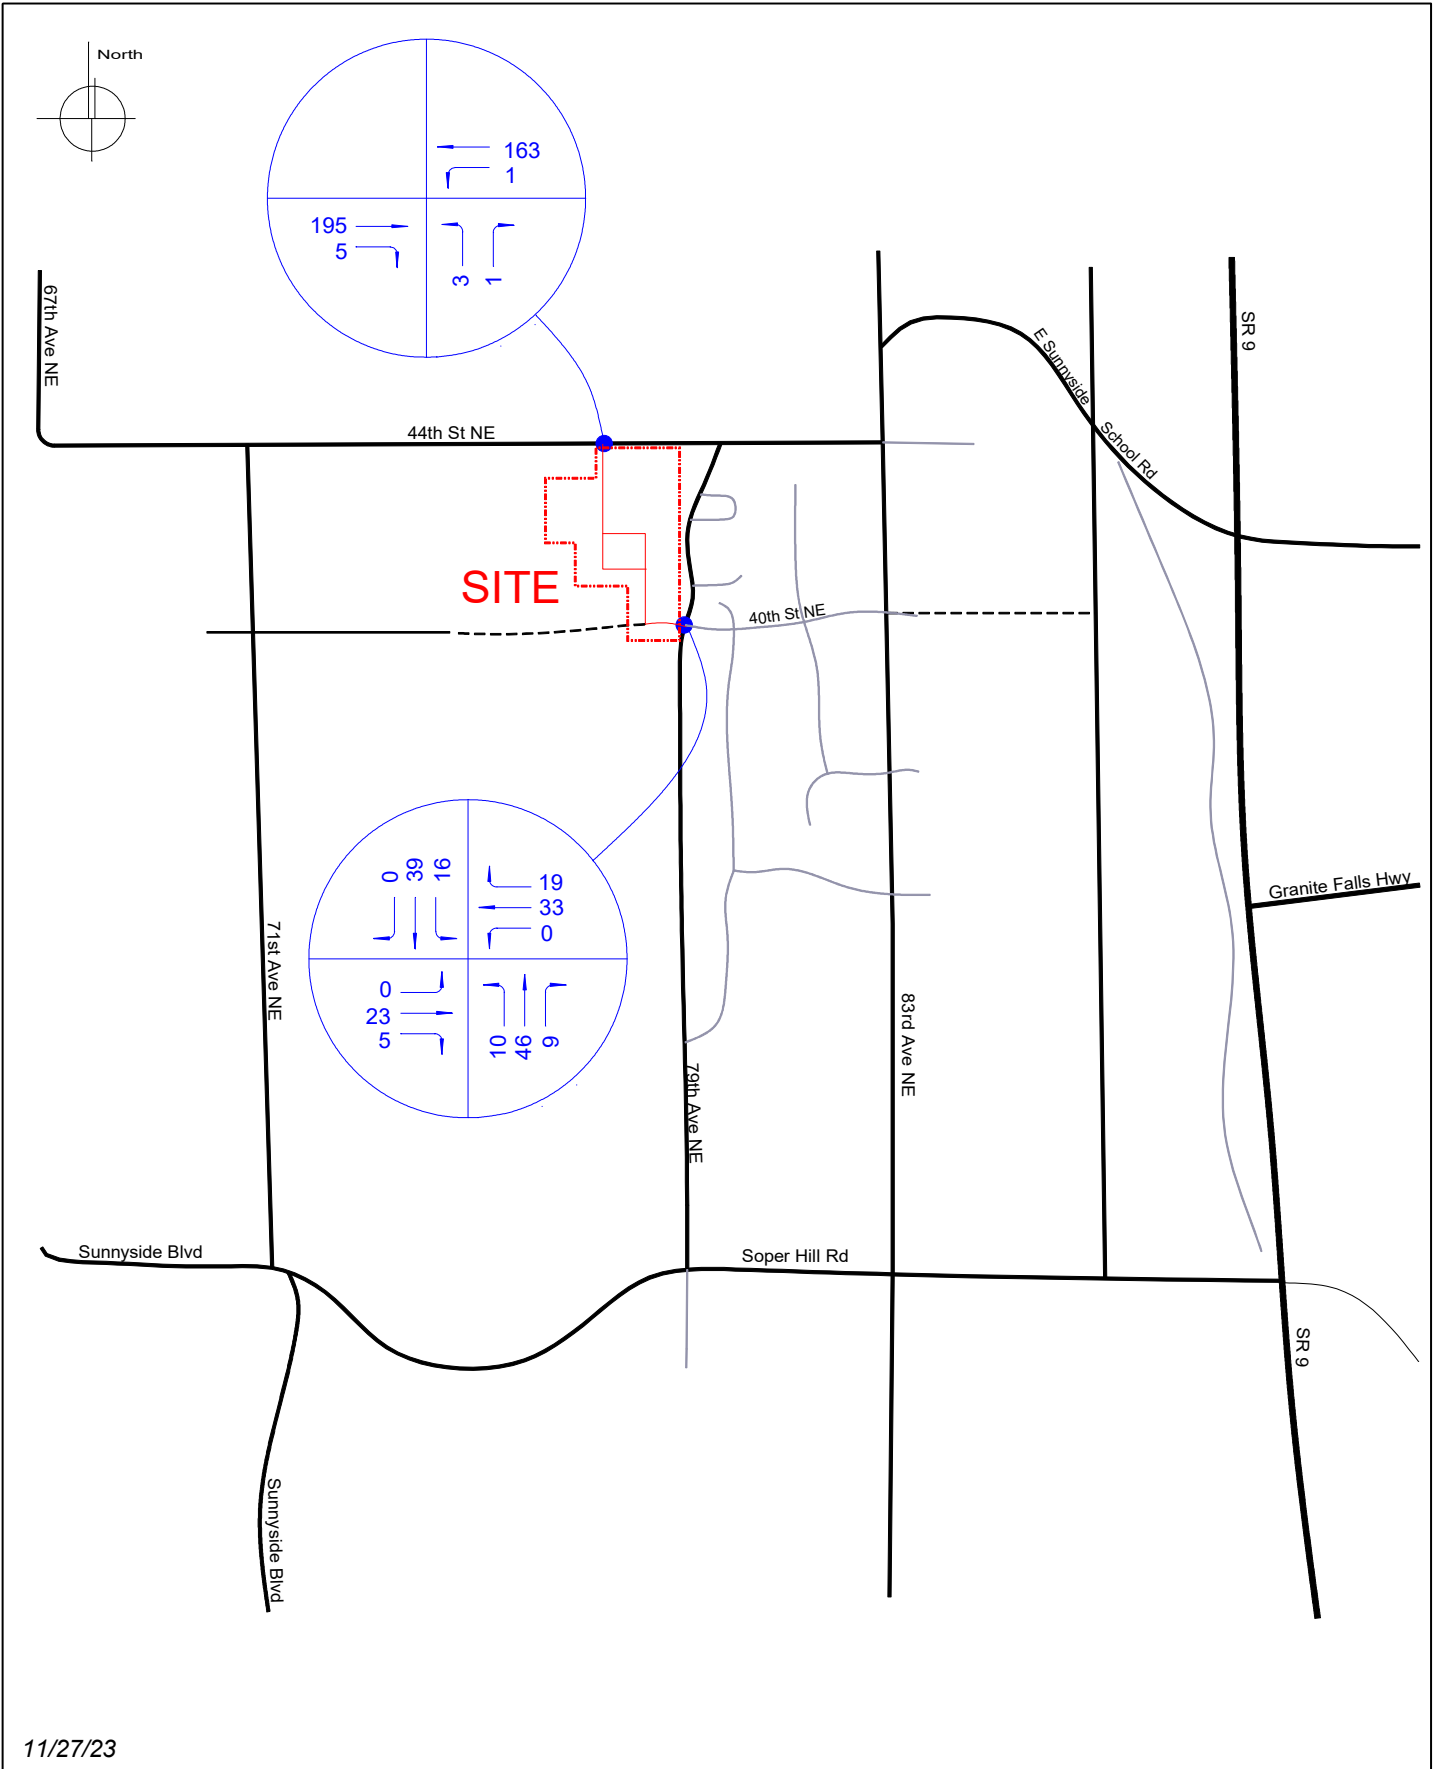 North
163
1
195
5
3
1
67th Ave NE
SR 9
E Sunnyside
School Rd
44th St NE
SITE
40th St NE
0
39
16
19
33
0
0
23
5
10
46
9
Granite Falls Hwy
71st Ave NE
83rd Ave NE
79th Ave NE
Sunnyside Blvd
Soper Hill Rd
SR 9
Sunnyside Blvd
11/27/23